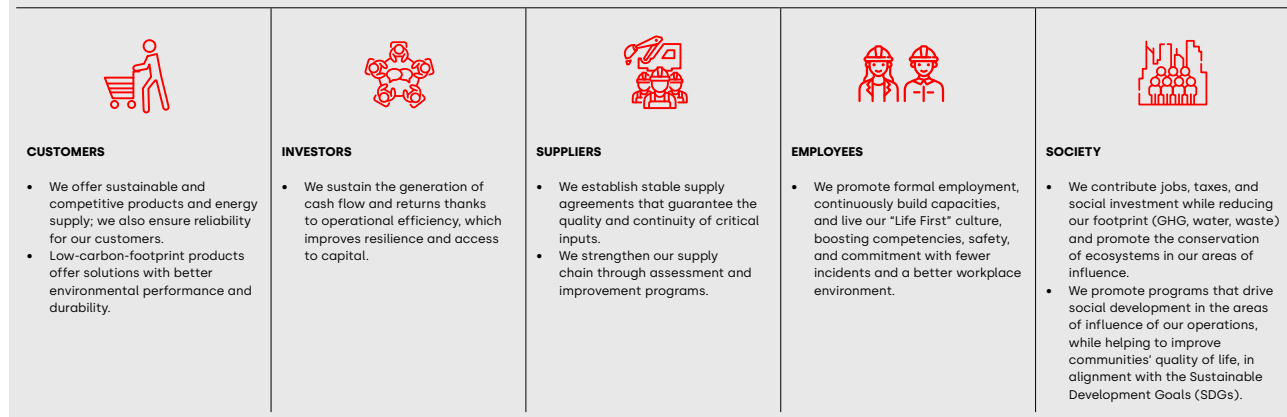 CUSTOMERS
• We offer sustainable and
competitive products and energy
supply; we also ensure reliability
for our customers.
• Low-carbon-footprint products
offer solutions with better
environmental performance and
durability.
INVESTORS
• We sustain the generation of
cash flow and returns thanks
to operational efficiency, which
improves resilience and access
to capital.
SUPPLIERS
• We establish stable supply
agreements that guarantee the
quality and continuity of critical
inputs.
• We strengthen our supply
chain through assessment and
improvement programs.
EMPLOYEES
• We promote formal employment,
continuously build capacities,
and live our “Life First” culture,
boosting competencies, safety,
and commitment with fewer
incidents and a better workplace
environment.
SOCIETY
• We contribute jobs, taxes, and
social investment while reducing
our footprint (GHG, water, waste)
and promote the conservation
of ecosystems in our areas of
influence.
• We promote programs that drive
social development in the areas
of influence of our operations,
while helping to improve
communities’ quality of life, in
alignment with the Sustainable
Development Goals (SDGs).